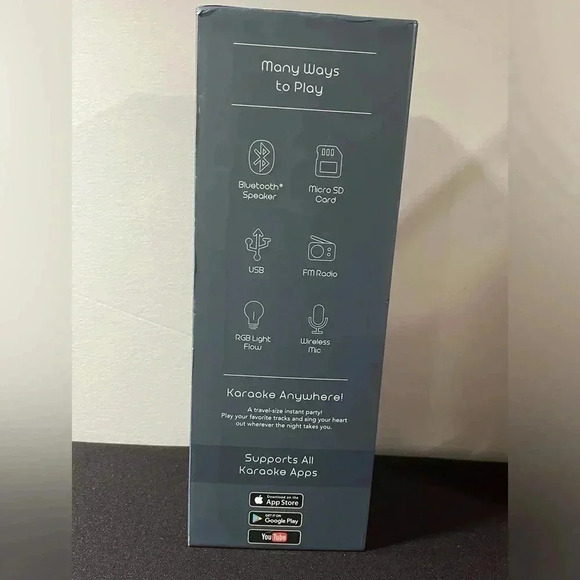 Many Ways
to Play
Bluetooth®
Speaker
Micro SD
Card
USB
FM Radio
RGB Light
Flow
Wireless
Mic
Karaoke Anywhere!
A travel-size instant party!
Play your favorite tracks and sing your heart
out wherever the night takes you.
Supports All
Karaoke Apps
Download on the
App Store
GET IT ON
Google Play
YouTube